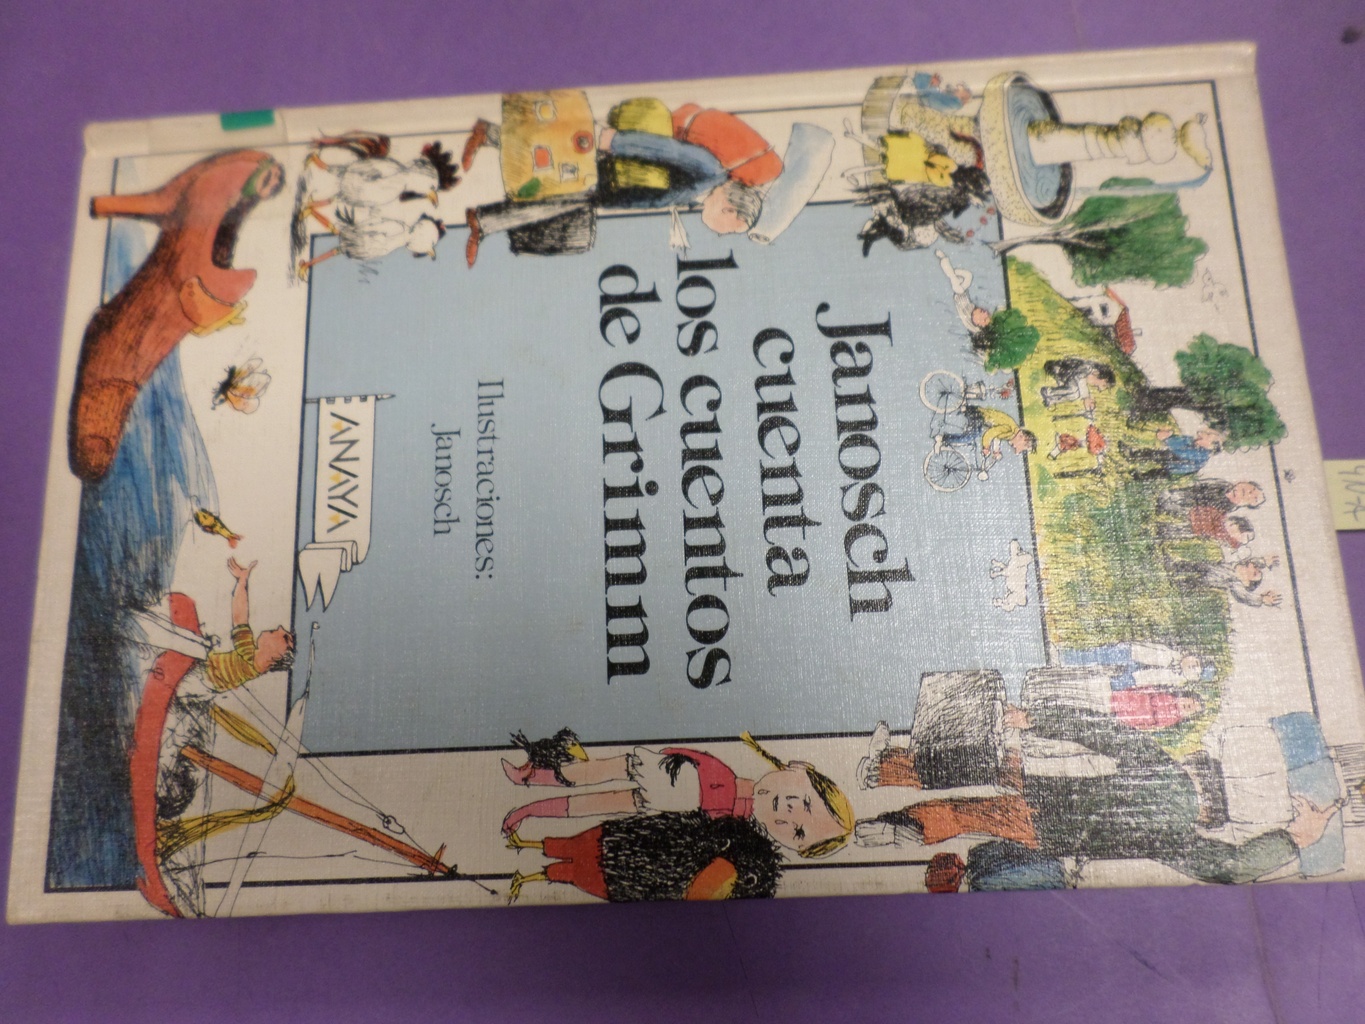 Janosch
cuenta
los cuentos
de Grimm
Ilustraciones:
Janosch
ANAYA